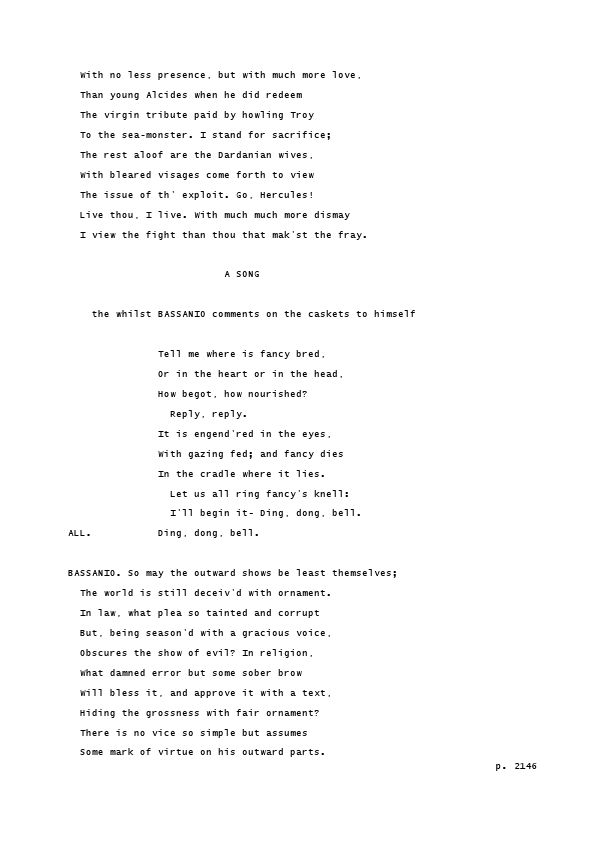 With no less presence, but with much more love,
Than young Alcides when he did redeem
The virgin tribute paid by howling Troy
To the sea-monster. I stand for sacrifice;
The rest aloof are the Dardanian wives,
With bleared visages come forth to view
The issue of th' exploit. Go, Hercules!
Live thou, I live. With much much more dismay
I view the fight than thou that mak'st the fray.
A SONG
the whilst BASSANIO comments on the caskets to himself
Tell me where is fancy bred,
Or in the heart or in the head,
How begot, how nourished?
Reply, reply.
It is engend'red in the eyes,
With gazing fed; and fancy dies
In the cradle where it lies.
Let us all ring fancy's knell:
I'll begin it- Ding, dong, bell.
ALL. Ding, dong, bell.
BASSANIO. So may the outward shows be least themselves;
The world is still deceiv'd with ornament.
In law, what plea so tainted and corrupt
But, being season'd with a gracious voice,
Obscures the show of evil? In religion,
What damned error but some sober brow
Will bless it, and approve it with a text,
Hiding the grossness with fair ornament?
There is no vice so simple but assumes
Some mark of virtue on his outward parts.
p. 2146